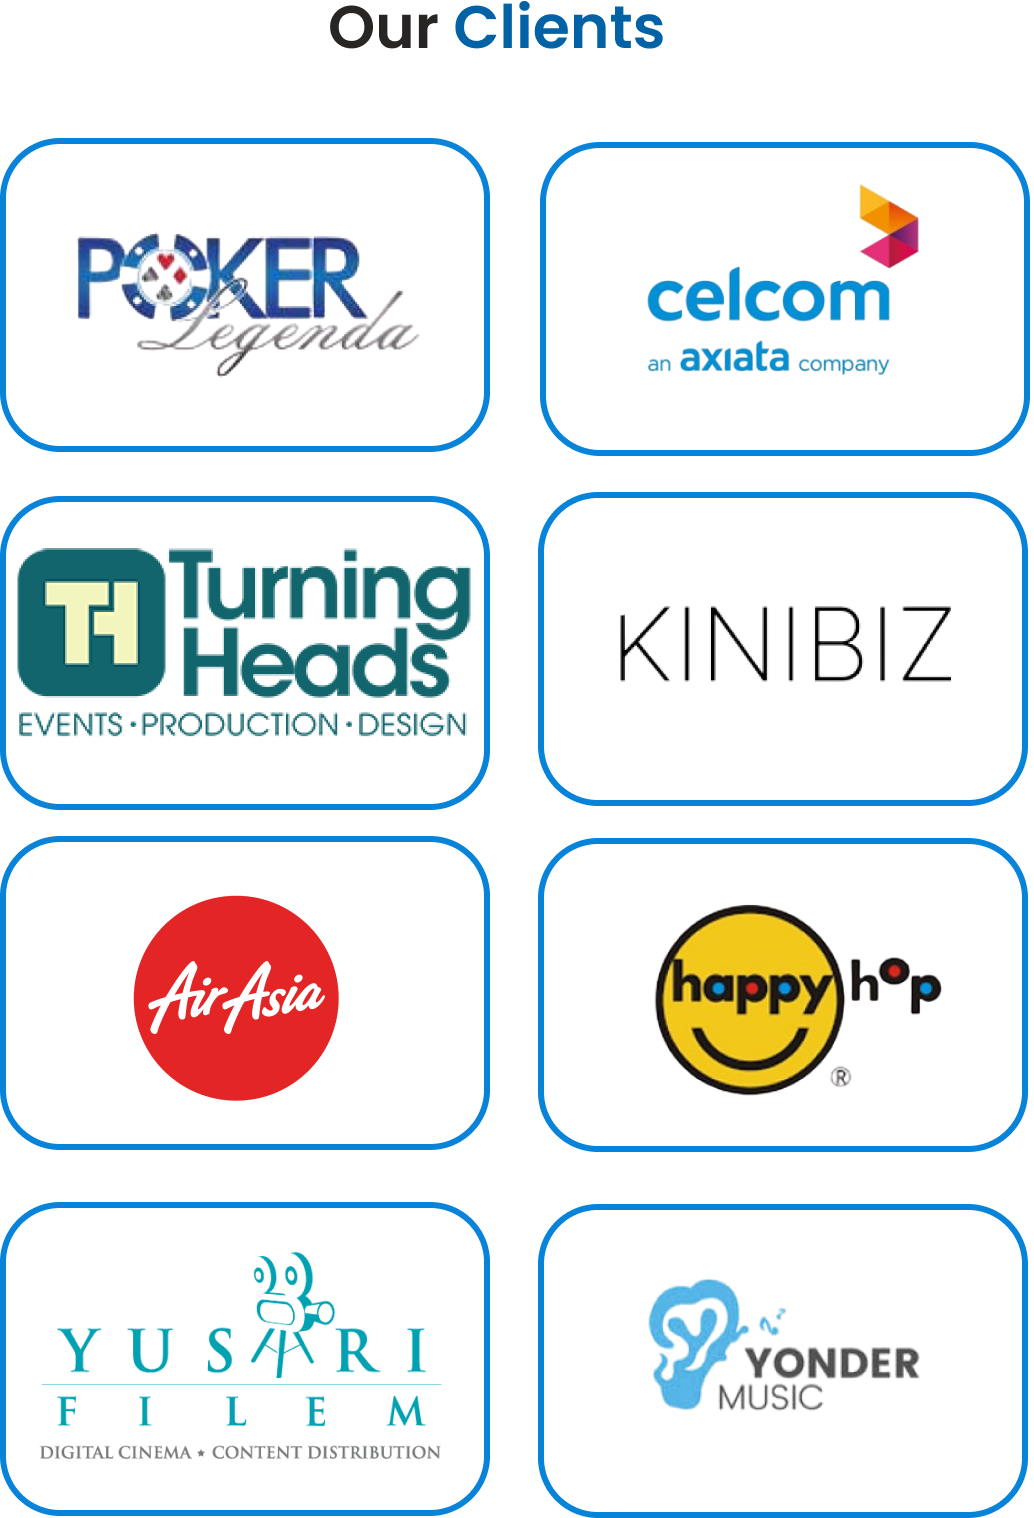 Our Clients
POKER
Legenda
celcom
an axiata company
TH
Turning
Heads
EVENTS • PRODUCTION • DESIGN
KINIBIZ
AirAsia
happy hop
®
YUSARI
FILEM
DIGITAL CINEMA ★ CONTENT DISTRIBUTION
YONDER
MUSIC